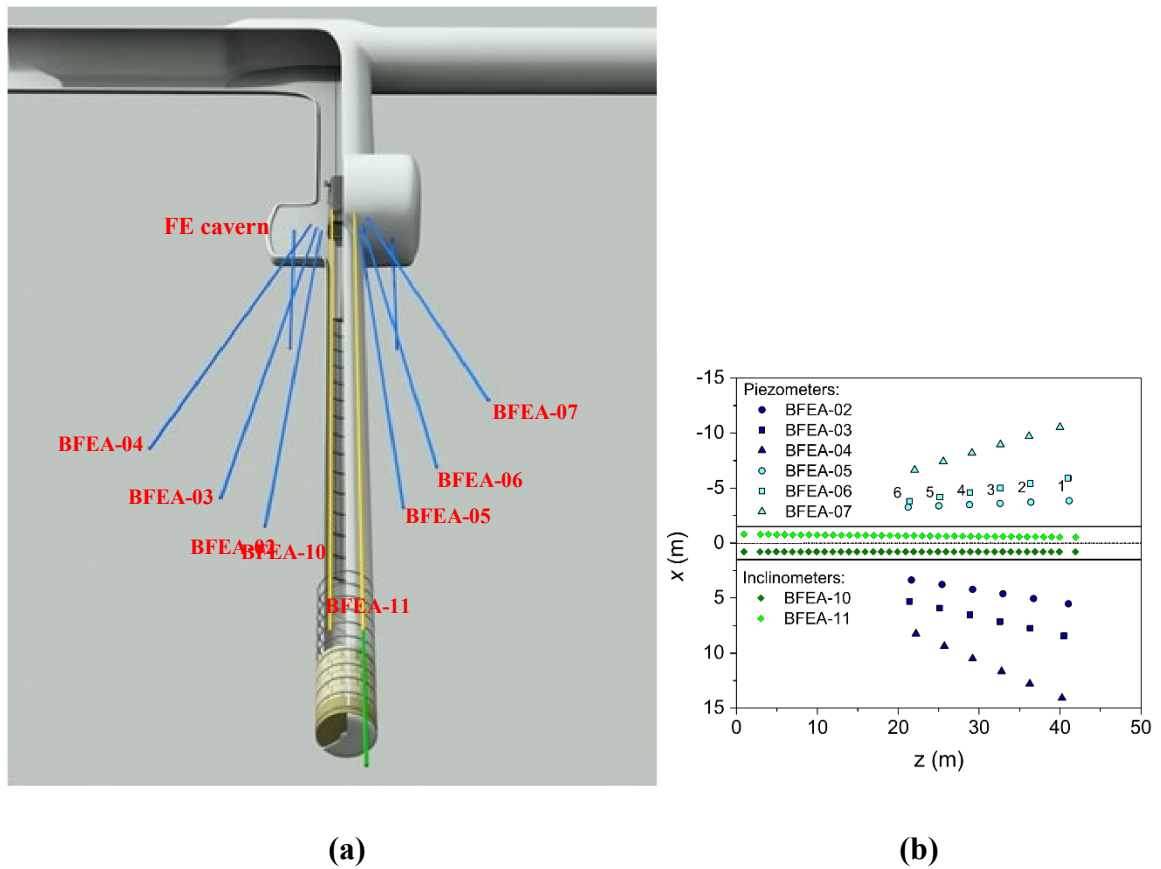 FE cavern
BFEA-07
BFEA-04
BFEA-06
BFEA-03
BFEA-05
BFEA-02
BFEA-10
BFEA-11
(a)
-15
-10
-5
0
5
10
15
x (m)
Piezometers:
BFEA-02
BFEA-03
BFEA-04
BFEA-05
BFEA-06
BFEA-07
6 5 4 3 2 1
Inclinometers:
BFEA-10
BFEA-11
0 10 20 30 40 50
z (m)
(b)